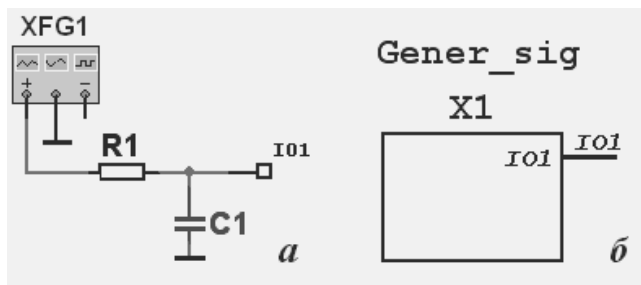 XFG1
+
−
R1
IO1
C1
а
Gener_sig
X1
IO1
IO1
б